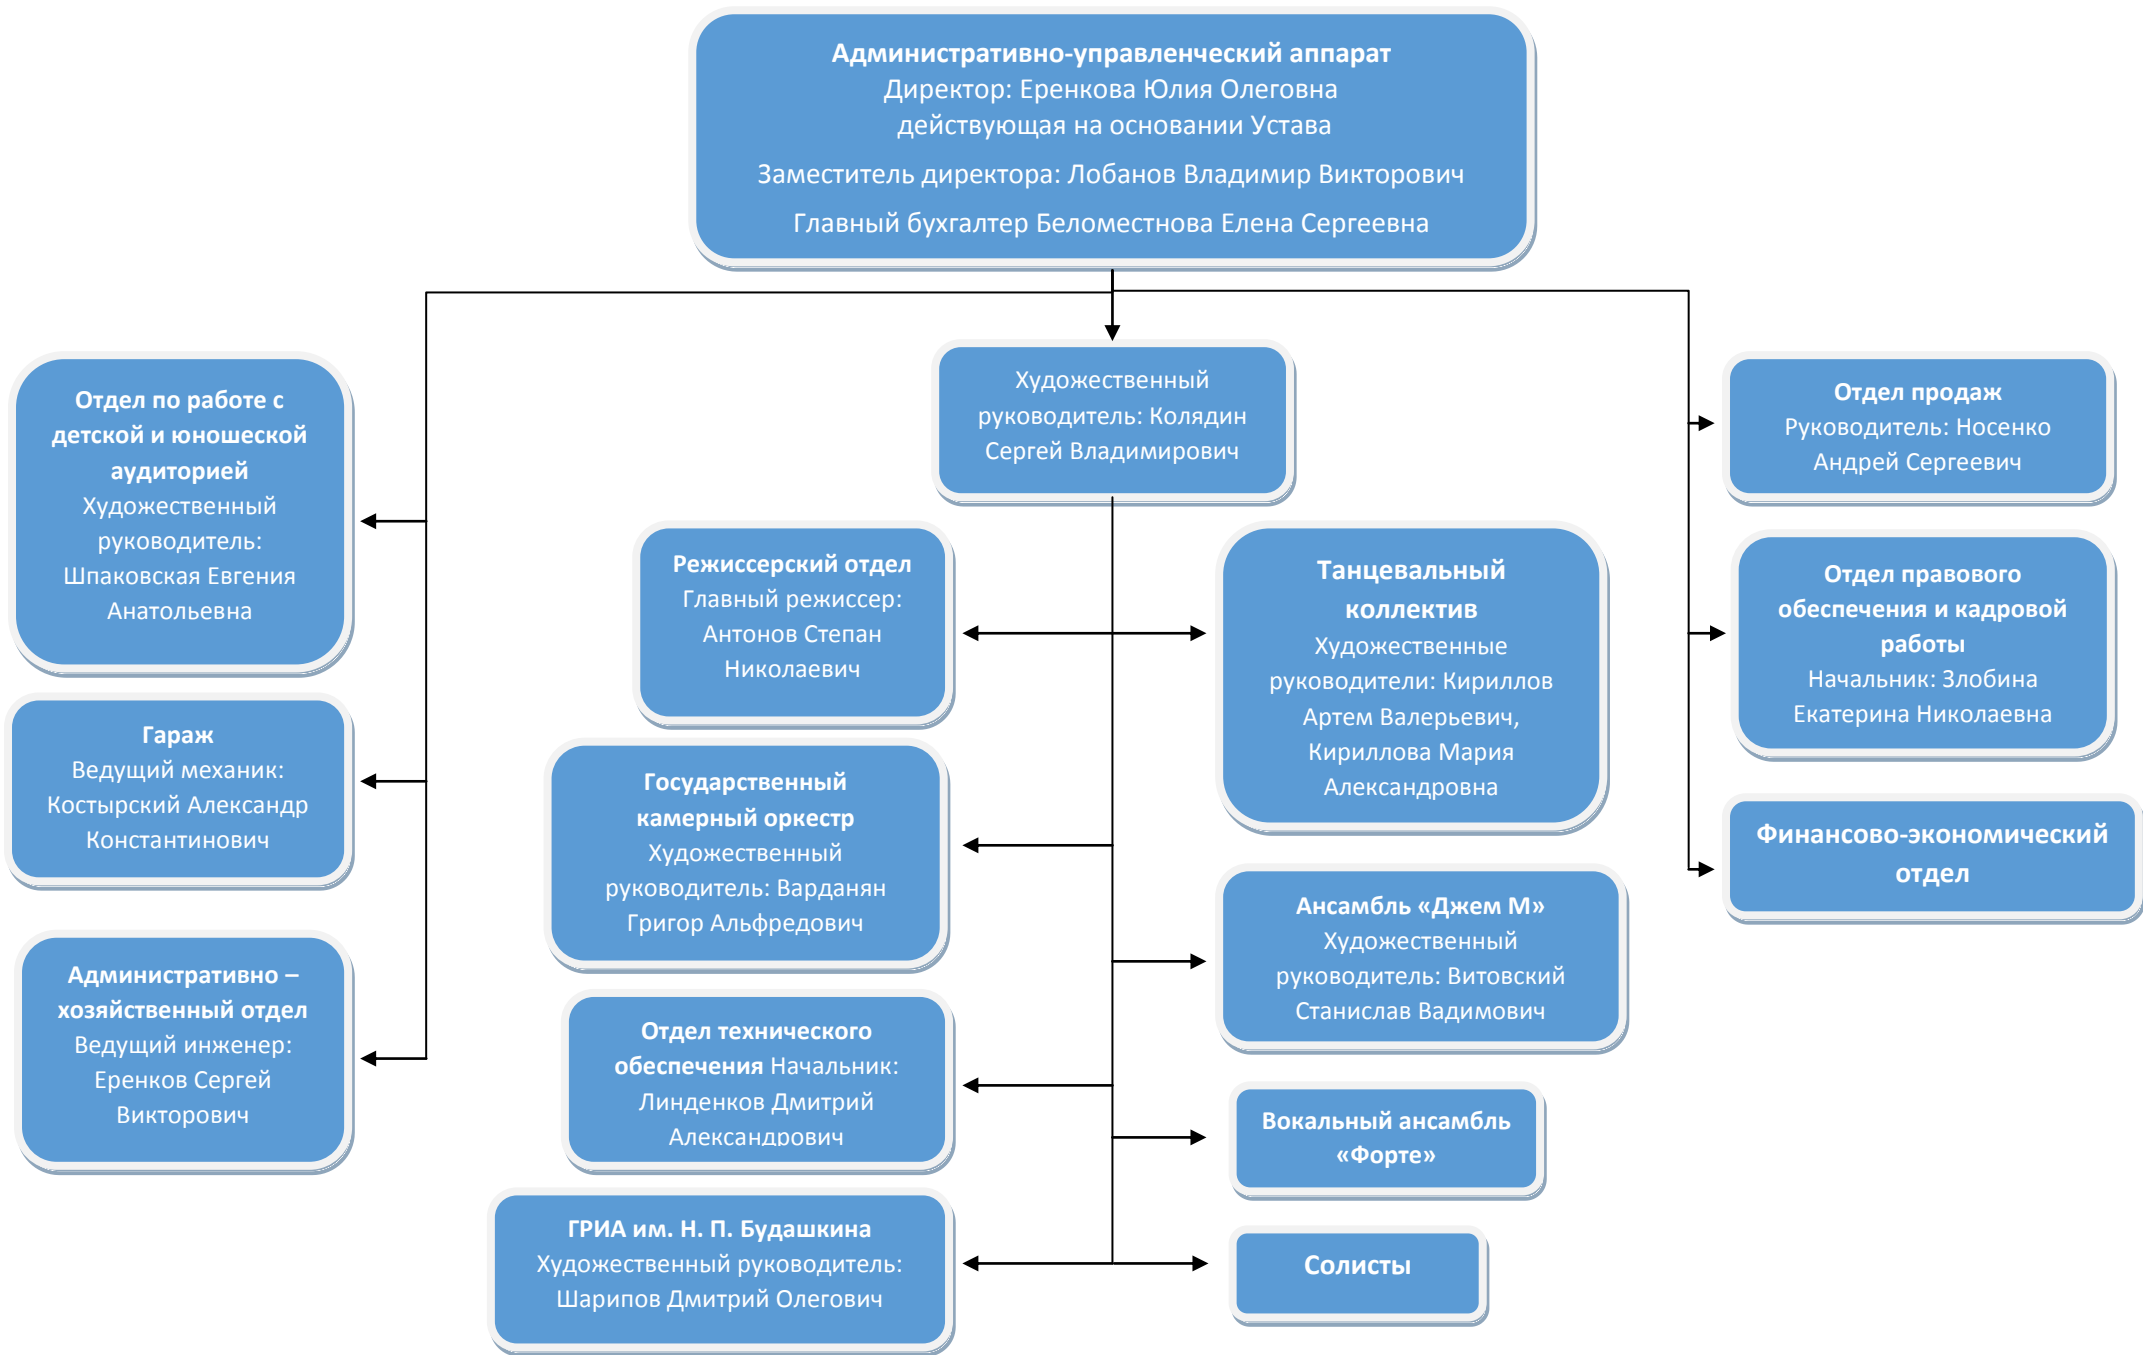 Административно-управленческий аппарат
Директор: Еренкова Юлия Олеговна
действующая на основании Устава
Заместитель директора: Лобанов Владимир Викторович
Главный бухгалтер Беломестнова Елена Сергеевна
Отдел по работе с
детской и юношеской
аудиторией
Художественный
руководитель:
Шпаковская Евгения
Анатольевна
Гараж
Ведущий механик:
Костырский Александр
Константинович
Административно –
хозяйственный отдел
Ведущий инженер:
Еренков Сергей
Викторович
Художественный
руководитель: Колядин
Сергей Владимирович
Режиссерский отдел
Главный режиссер:
Антонов Степан
Николаевич
Государственный
камерный оркестр
Художественный
руководитель: Варданян
Григор Альфредович
Отдел технического
обеспечения Начальник:
Линденков Дмитрий
Александрович
ГРИА им. Н. П. Будашкина
Художественный руководитель:
Шарипов Дмитрий Олегович
Танцевальный
коллектив
Художественные
руководители: Кириллов
Артем Валерьевич,
Кириллова Мария
Александровна
Ансамбль «Джем М»
Художественный
руководитель: Витовский
Станислав Вадимович
Вокальный ансамбль
«Форте»
Солисты
Отдел продаж
Руководитель: Носенко
Андрей Сергеевич
Отдел правового
обеспечения и кадровой
работы
Начальник: Злобина
Екатерина Николаевна
Финансово-экономический
отдел